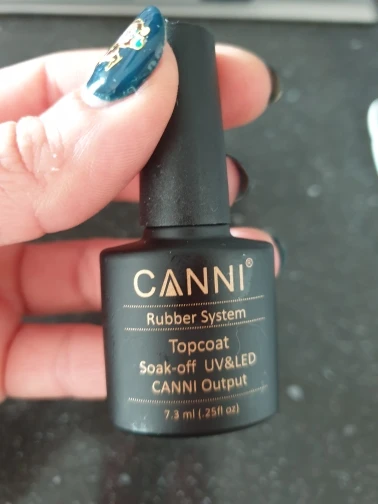 CANNI®
Rubber System
Topcoat
Soak-off UV&LED
CANNI Output
7.3 ml (.25fl oz)